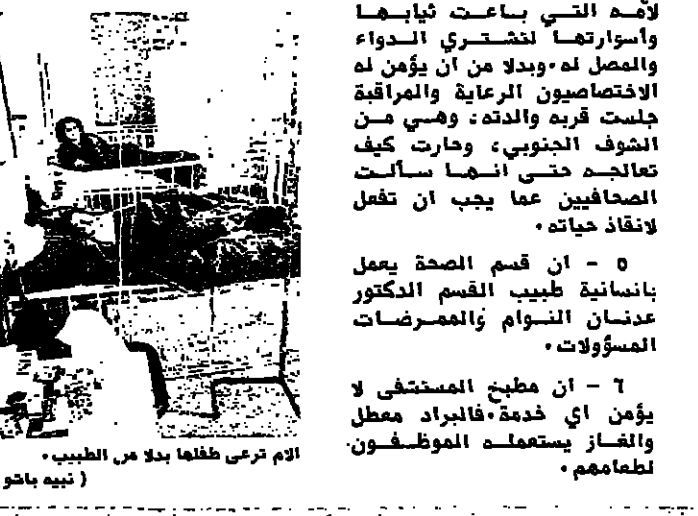 لامه التي باعت ثيابها
وأسوارتها لتشتري الدواء
والمصل له. وبدلا من ان يؤمن له
الاختصاصيون الرعاية والمراقبة
جلست قربه والدته، وهي من
الشوف الجنوبي، وحارت كيف
تعالجه حتى انها سألت
الصحافيين عما يجب ان تفعل
لانقاذ حياته.
٥ - ان قسم الصحة يعمل
بانسانية طبيب القسم الدكتور
عدنان النوام والممرضات
المسؤولات.
٦ - ان مطبخ المستشفى لا
يؤمن اي خدمة. فالبراد معطل
والغاز يستعمله الموظفون
لطعامهم.
الام ترعى طفلها بدلا من الطبيب.
( نبيه باتو